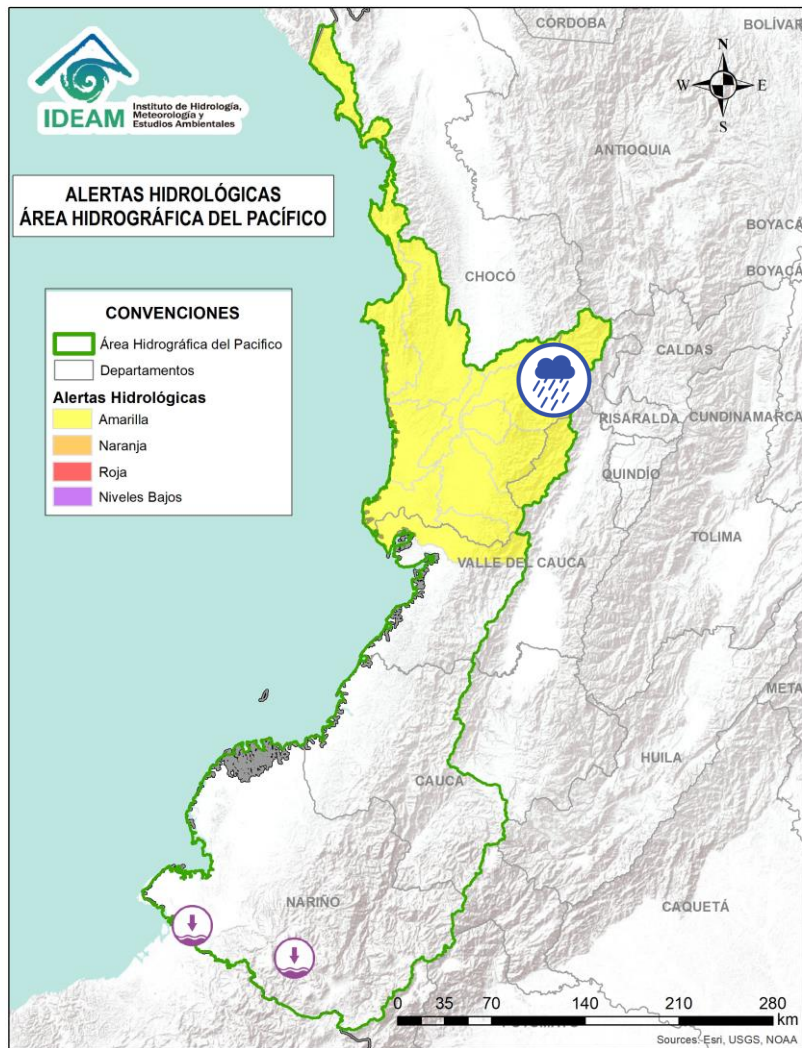 IDEAM
Instituto de Hidrología,
Meteorología y
Estudios Ambientales
ALERTAS HIDROLÓGICAS
ÁREA HIDROGRÁFICA DEL PACÍFICO
CONVENCIONES
Área Hidrográfica del Pacifico
Departamentos
Alertas Hidrológicas
Amarilla
Naranja
Roja
Niveles Bajos
N
W
E
S
CÓRDOBA
BOLÍVAR
ANTIOQUIA
BOYACÁ
CHOCÓ
BOYACÁ
CALDAS
RISARALDA
CUNDINAMARCA
QUINDÍO
TOLIMA
VALLE DEL CAUCA
META
HUILA
CAUCA
NARIÑO
CAQUETÁ
0 35 70 140 210 280
km
Sources: Esri, USGS, NOAA